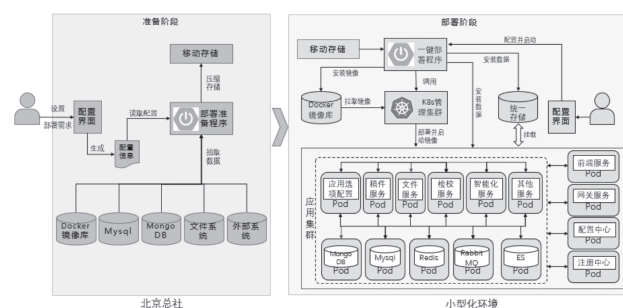 准备阶段
移动存储
压缩
存储
设置
部署需求
配置
界面
读取配置
部署准
备程序
生成
配置
信息
抽取
数据
Docker
镜像库
Mysql
Mongo
DB
文件系
统
外部系
统
北京总社
部署阶段
移动存储
一键部
署程序
配置并启动
安装镜像
调用
安装数据
安装
数据
Docker
镜像库
拉取镜像
K8s管
理集群
统一
存储
配置
界面
部署并启
动镜像
挂载
应用集群
应用选
项配置
Pod
稿件
服务
Pod
文件
服务
Pod
检校
服务
Pod
智能化
服务
Pod
其他
服务
Pod
Mongo
DB
Pod
Mysql
Pod
Redis
Pod
Rabbit
MQ
Pod
ES
Pod
前端服务
Pod
网关服务
Pod
配置中心
Pod
注册中心
Pod
小型化环境